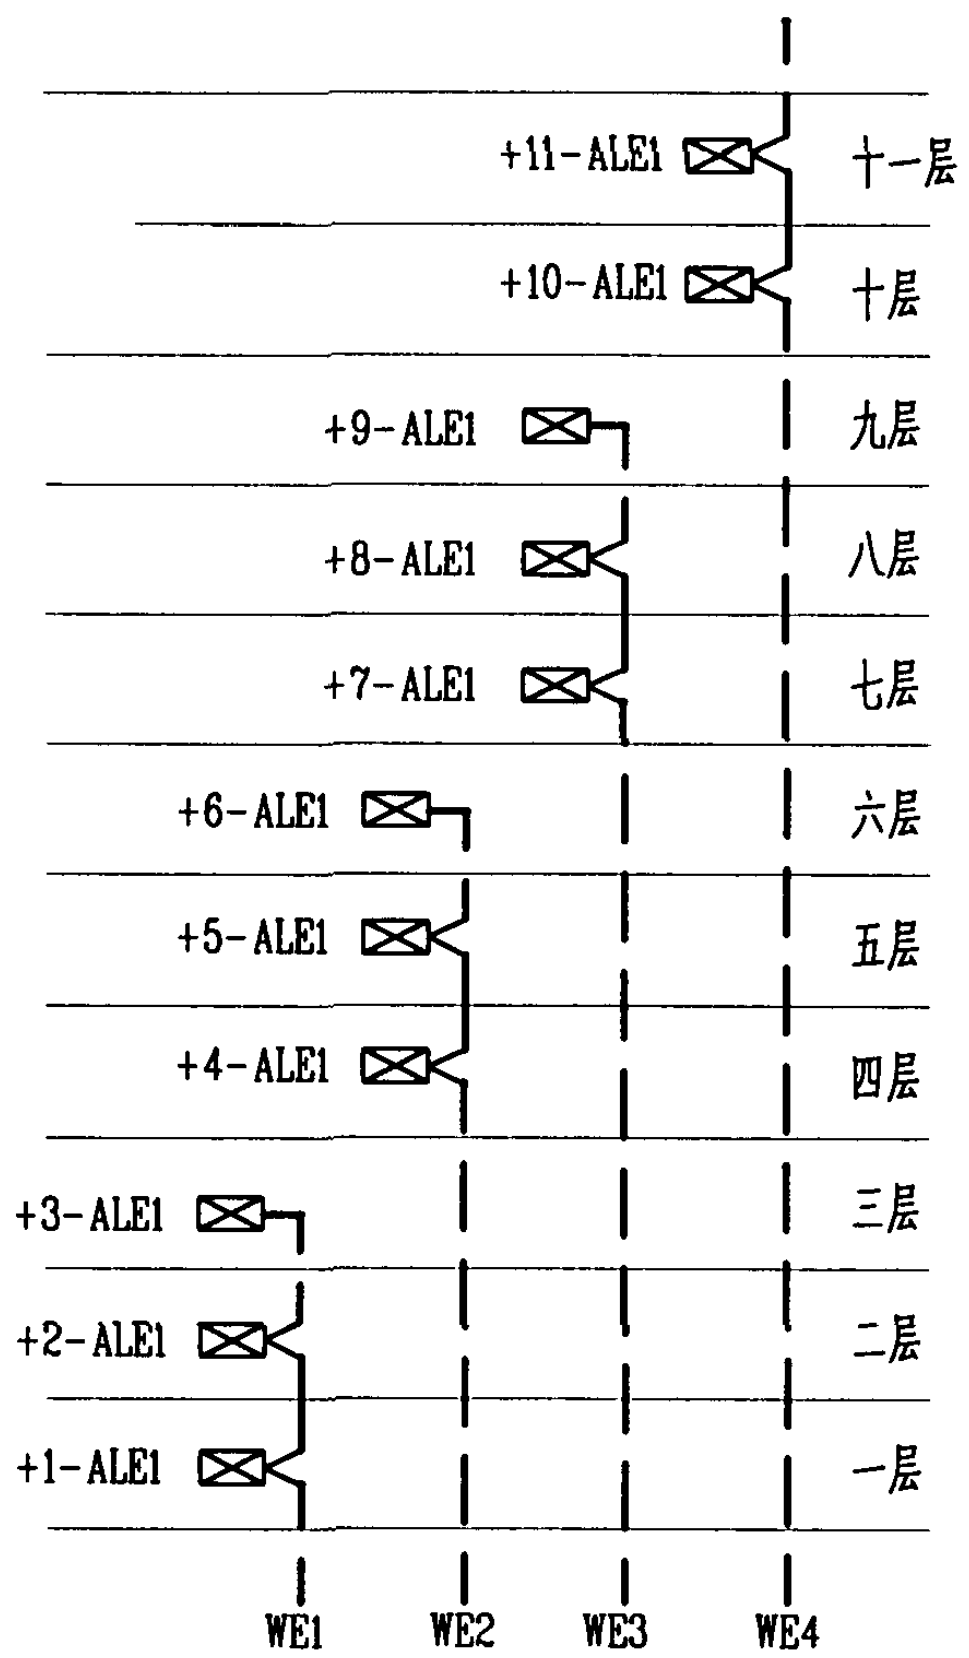 +11-ALE1 十一层
+10-ALE1 十层
+9-ALE1 九层
+8-ALE1 八层
+7-ALE1 七层
+6-ALE1 六层
+5-ALE1 五层
+4-ALE1 四层
+3-ALE1 三层
+2-ALE1 二层
+1-ALE1 一层
WE1 WE2 WE3 WE4